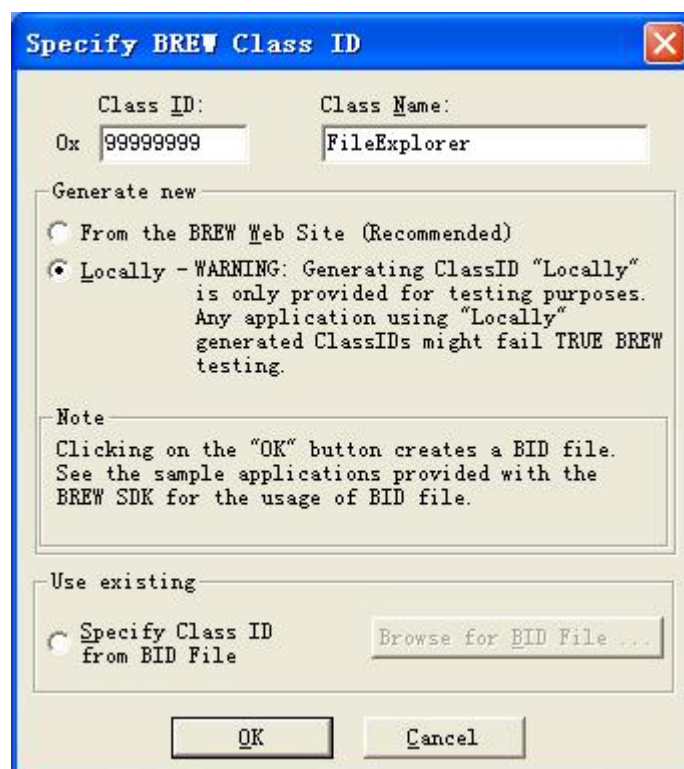 Specify BREW Class ID
Class ID: Class Name:
0x 99999999 FileExplorer
Generate new
From the BREW Web Site (Recommended)
Locally - WARNING: Generating ClassID "Locally"
is only provided for testing purposes.
Any application using "Locally"
generated ClassIDs might fail TRUE BREW
testing.
Note
Clicking on the "OK" button creates a BID file.
See the sample applications provided with the
BREW SDK for the usage of BID file.
Use existing
Specify Class ID
from BID File
Browse for BID File ...
OK Cancel